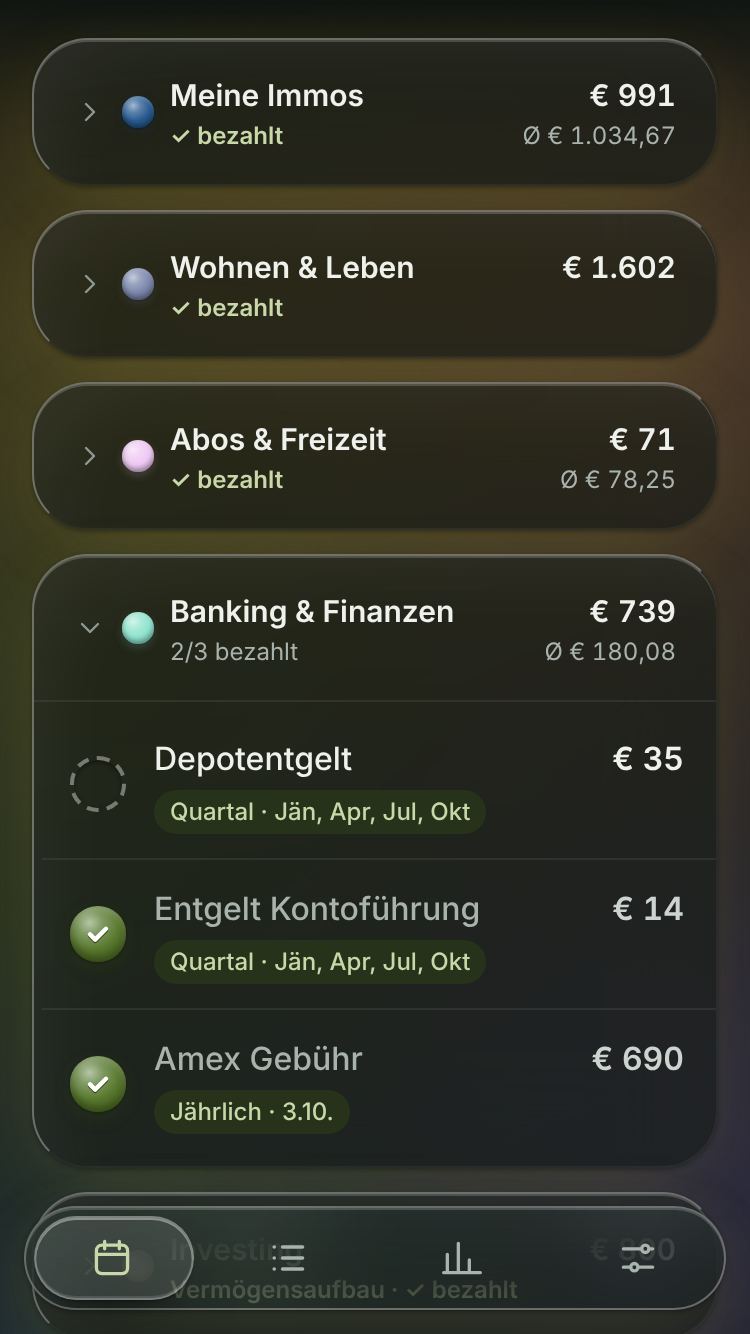 Meine Immos € 991
✓ bezahlt Ø € 1.034,67
Wohnen & Leben € 1.602
✓ bezahlt
Abos & Freizeit € 71
✓ bezahlt Ø € 78,25
Banking & Finanzen € 739
2/3 bezahlt Ø € 180,08
Depotentgelt € 35
Quartal · Jän, Apr, Jul, Okt
Entgelt Kontoführung € 14
Quartal · Jän, Apr, Jul, Okt
Amex Gebühr € 690
Jährlich · 3.10.
Investing
Vermögensaufbau · ✓ bezahlt